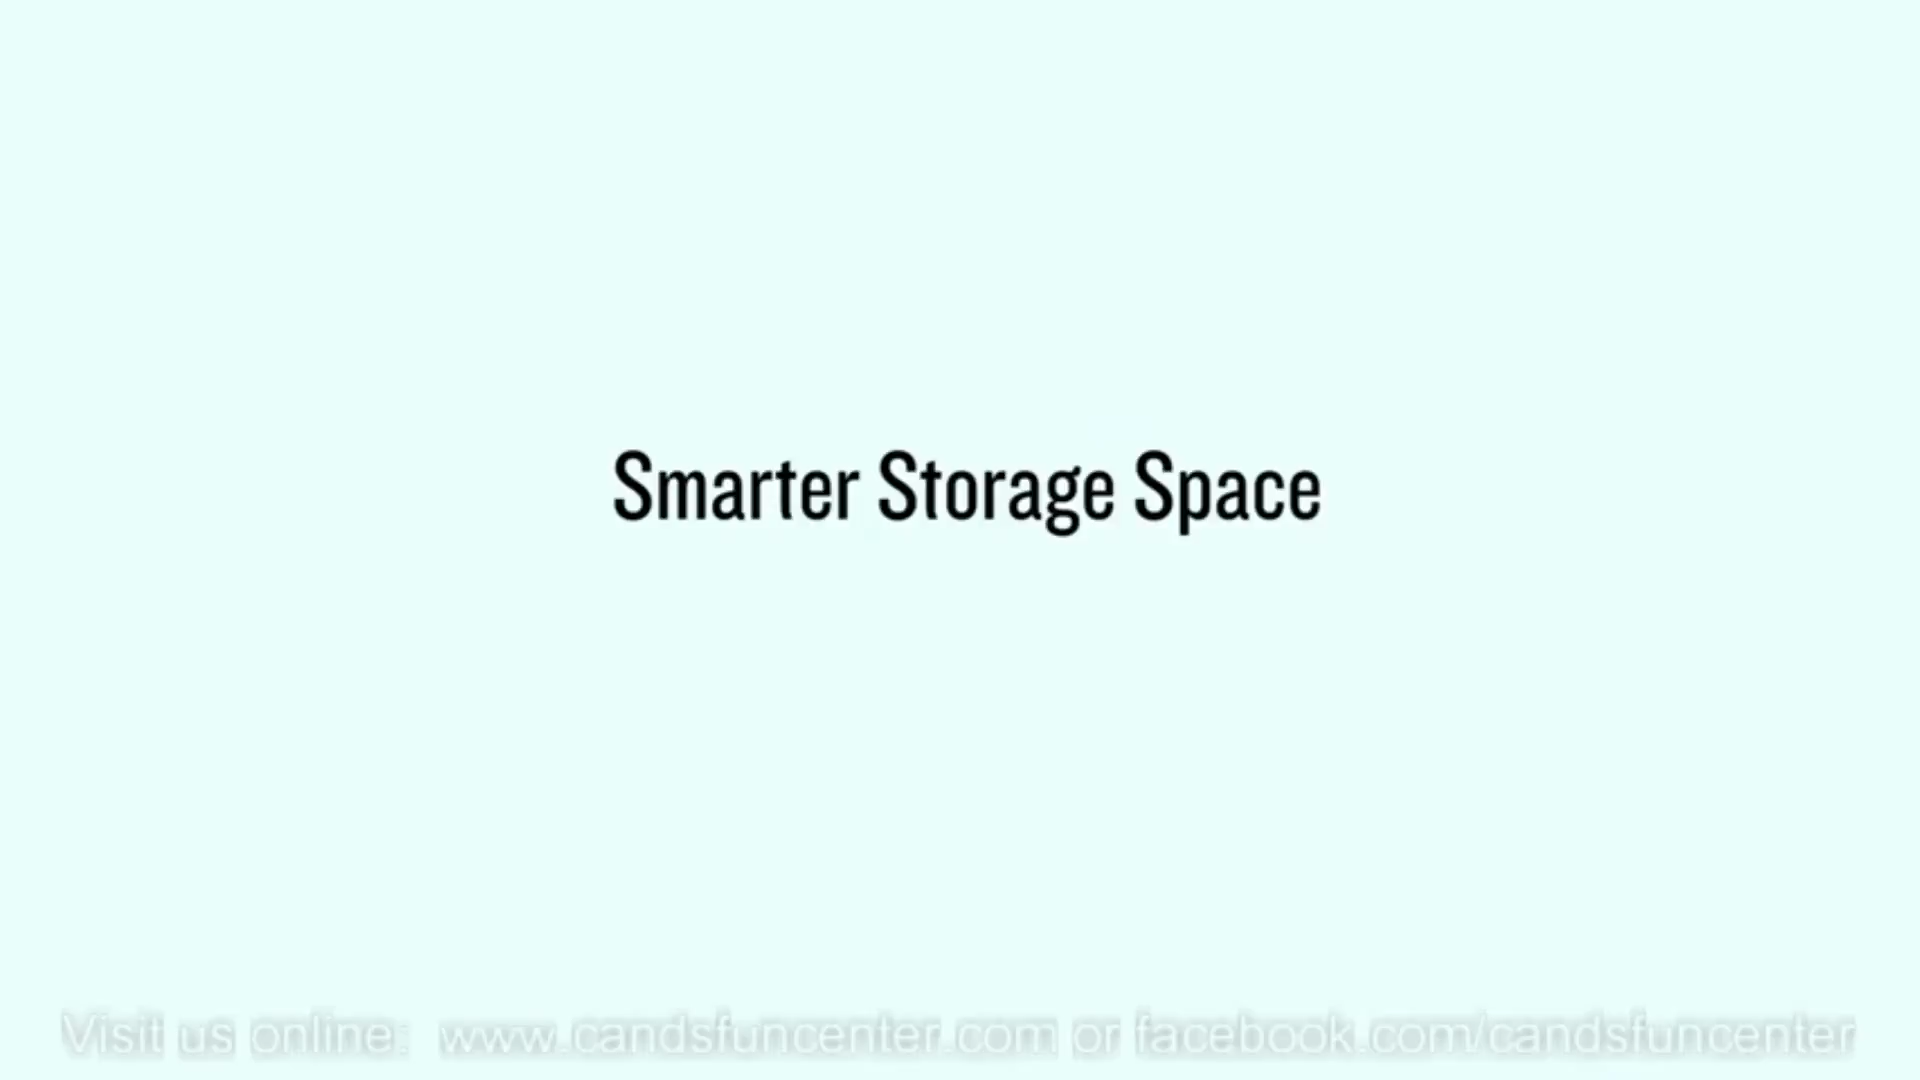 Smarter Storage Space
Visit us online: www.candsfuncenter.com or facebook.com/candsfuncenter